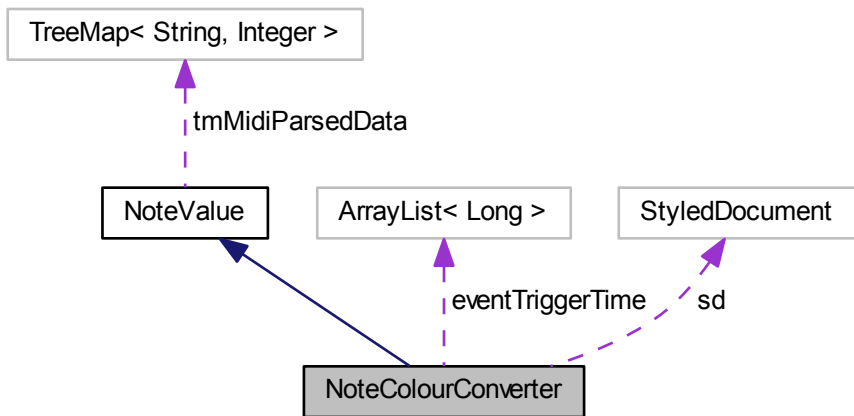 TreeMap< String, Integer >
tmMidiParsedData
NoteValue
ArrayList< Long >
StyledDocument
eventTriggerTime
sd
NoteColourConverter